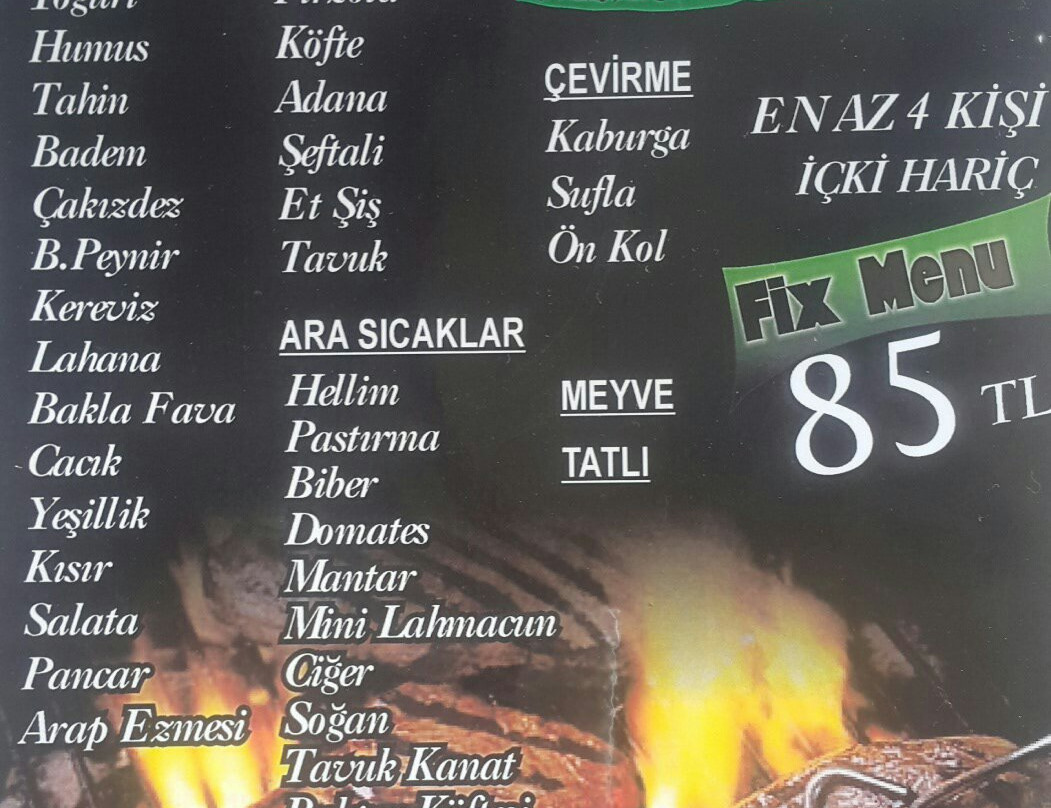 Yoğurt
Humus
Tahin
Badem
Çakızdez
B.Peynir
Kereviz
Lahana
Bakla Fava
Cacık
Yeşillik
Kısır
Salata
Pancar
Arap Ezmesi
Pirzola
Köfte
Adana
Şeftali
Et Şiş
Tavuk
ARA SICAKLAR
Hellim
Pastırma
Biber
Domates
Mantar
Mini Lahmacun
Ciğer
Soğan
Tavuk Kanat
ÇEVİRME
Kaburga
Sufla
Ön Kol
MEYVE
TATLI
EN AZ 4 KİŞİ
İÇKİ HARİÇ
Fix Menu
85 TL